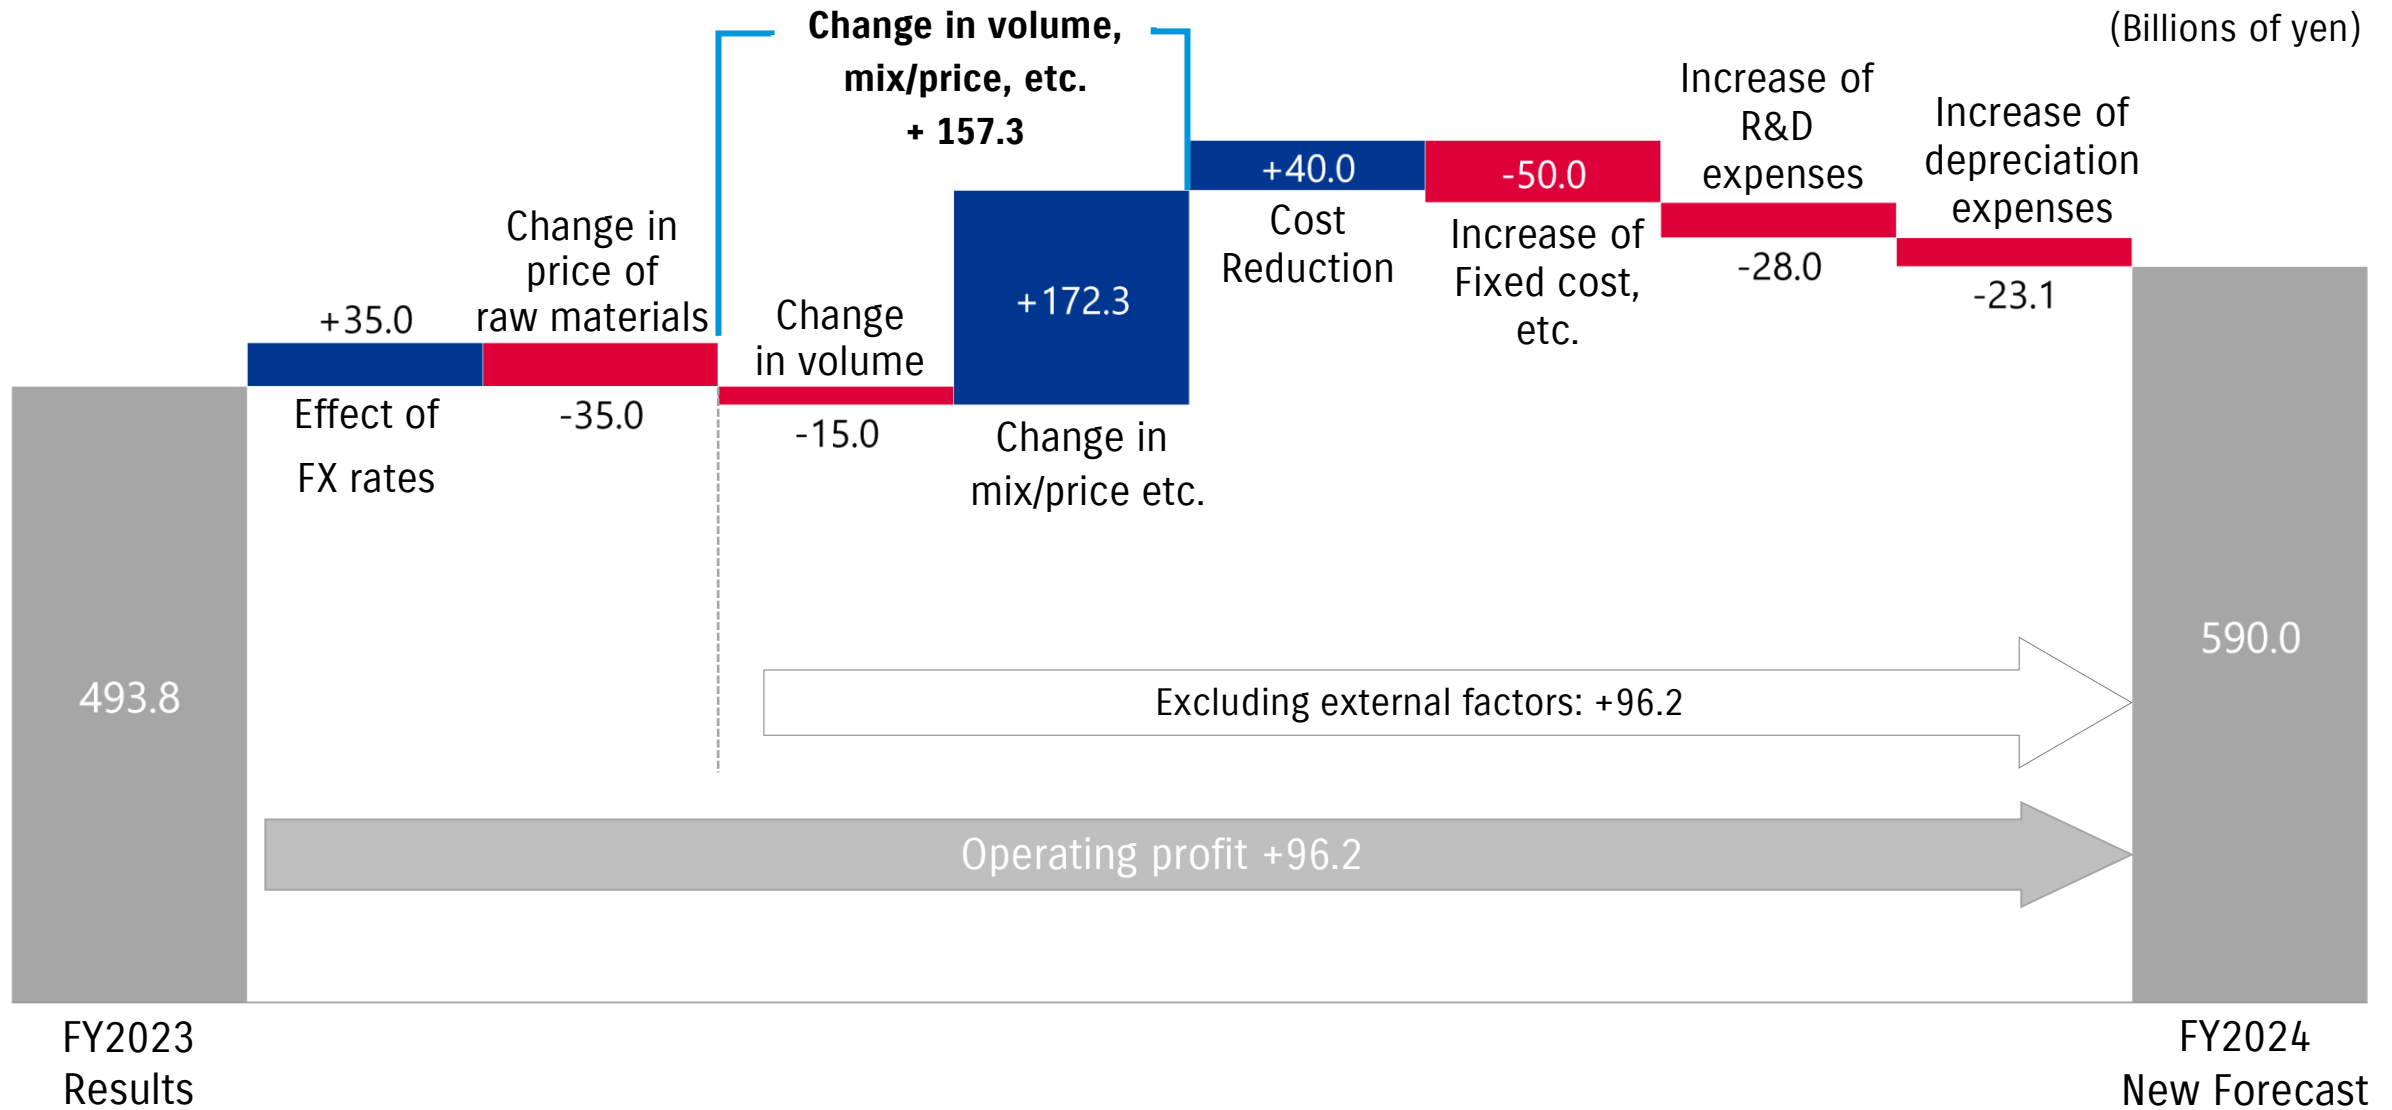 (Billions of yen)
Change in volume,
mix/price, etc.
+ 157.3
+35.0
Effect of
FX rates
Change in
price of
raw materials
-35.0
Change
in volume
-15.0
+172.3
Change in
mix/price etc.
+40.0
Cost
Reduction
-50.0
Increase of
Fixed cost,
etc.
Increase of
R&D
expenses
-28.0
Increase of
depreciation
expenses
-23.1
493.8
590.0
Excluding external factors: +96.2
Operating profit +96.2
FY2023
Results
FY2024
New Forecast